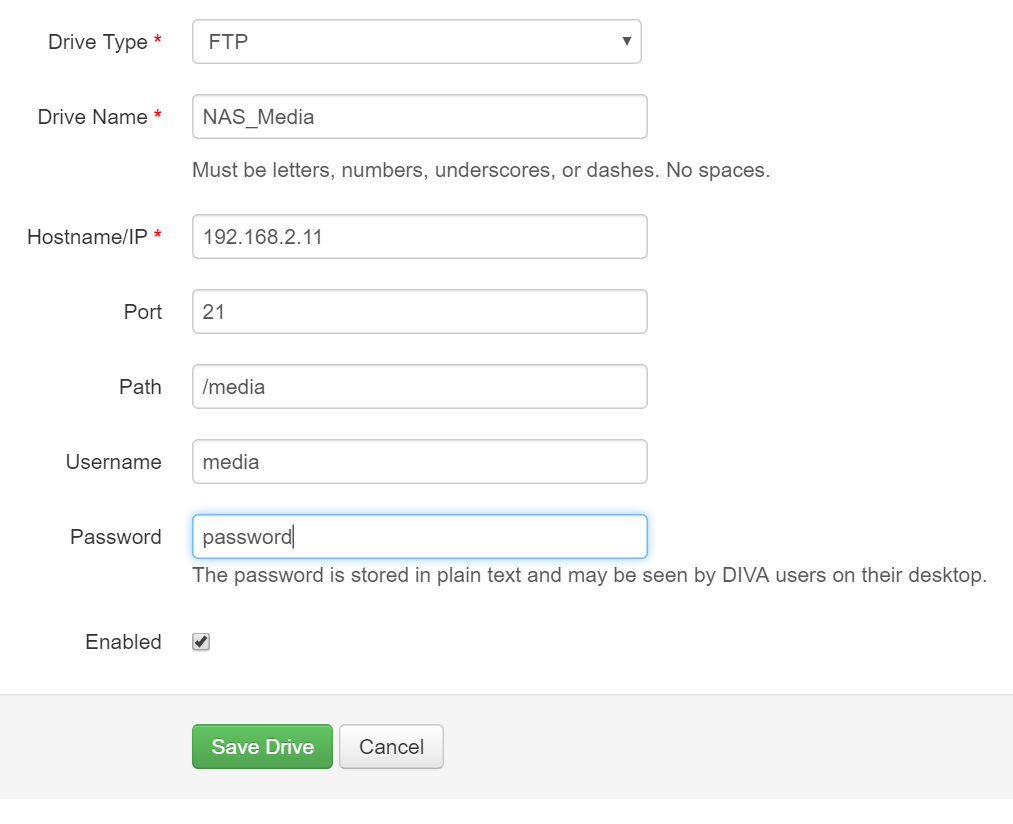 Drive Type * FTP
Drive Name * NAS_Media
Must be letters, numbers, underscores, or dashes. No spaces.
Hostname/IP * 192.168.2.11
Port 21
Path /media
Username media
Password password
The password is stored in plain text and may be seen by DIVA users on their desktop.
Enabled
Save Drive Cancel